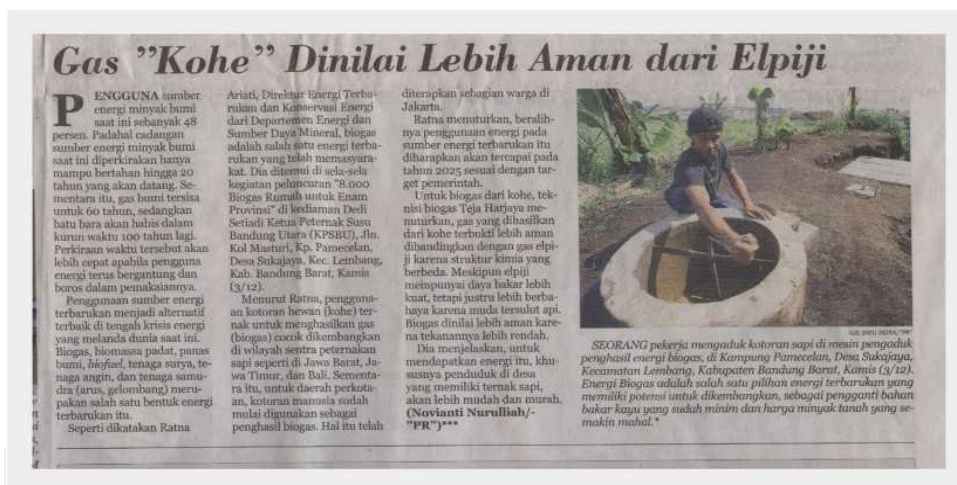 Gas "Kohe" Dinilai Lebih Aman dari Elpiji
PENGGUNA sumber
energi minyak bumi
saat ini sebanyak 48
persen. Padahal cadangan
sumber energi minyak bumi
saat ini diperkirakan hanya
mampu bertahan hingga 20
tahun yang akan datang. Se-
mentara itu, gas bumi tersisa
untuk 60 tahun, sedangkan
batu bara akan habis dalam
kurun waktu 100 tahun lagi.
Perkiraan waktu tersebut akan
lebih cepat apabila pengguna
energi terus bergantung dan
boros dalam pemakaiannya.
Penggunaan sumber energi
terbarukan menjadi alternatif
terbaik di tengah krisis energi
yang melanda dunia saat ini.
Biogas, biomassa padat, panas
bumi, biofuel, tenaga surya, te-
naga angin, dan tenaga samu-
dra (arus, gelombang) meru-
pakan salah satu bentuk energi
terbarukan itu.
Seperti dikatakan Ratna
Ariati, Direktur Energi Terba-
rukan dan Konservasi Energi
dari Departemen Energi dan
Sumber Daya Mineral, biogas
adalah salah satu energi terba-
rukan yang telah memasyara-
kat. Dia ditemui di sela-sela
kegiatan peluncuran "8.000
Biogas Rumah untuk Enam
Provinsi" di kediaman Dedi
Setiadi Ketua Peternak Susu
Bandung Utara (KPSBU), Jln.
Kol Masturi, Kp. Pamecelan,
Desa Sukajaya, Kec. Lembang,
Kab. Bandung Barat, Kamis
(3/12).
Menurut Ratna, pengguna-
an kotoran hewan (kohe) ter-
nak untuk menghasilkan gas
(biogas) cocok dikembangkan
di wilayah sentra peternakan
sapi seperti di Jawa Barat, Ja-
wa Timur, dan Bali. Sementa-
ra itu, untuk daerah perkota-
an, kotoran manusia sudah
mulai digunakan sebagai
penghasil biogas. Hal itu telah
diterapkan sebagian warga di
Jakarta.
Ratna menuturkan, beralih-
nya penggunaan energi pada
sumber energi terbarukan itu
diharapkan akan tercapai pada
tahun 2025 sesuai dengan tar-
get pemerintah.
Untuk biogas dari kohe, tek-
nisi biogas Teja Harjaya me-
nuturkan, gas yang dihasilkan
dari kohe terbukti lebih aman
dibandingkan dengan gas elpi-
ji karena struktur kimia yang
berbeda. Meskipun elpiji
mempunyai daya bakar lebih
kuat, tetapi justru lebih berba-
haya karena muda tersulut api.
Biogas dinilai lebih aman kare-
na tekanannya lebih rendah.
Dia menjelaskan, untuk
mendapatkan energi itu, khu-
susnya penduduk di desa
yang memiliki ternak sapi,
akan lebih mudah dan murah.
(Novianti Nurulliah/-
"PR")***
SEORANG pekerja mengaduk kotoran sapi di mesin pengaduk
penghasil energi biogas, di Kampung Pamecelan, Desa Sukajaya,
Kecamatan Lembang, Kabupaten Bandung Barat, Kamis (3/12).
Energi Biogas adalah salah satu pilihan energi terbarukan yang
memiliki potensi untuk dikembangkan, sebagai pengganti bahan
bakar kayu yang sudah minim dan harga minyak tanah yang se-
makin mahal.*